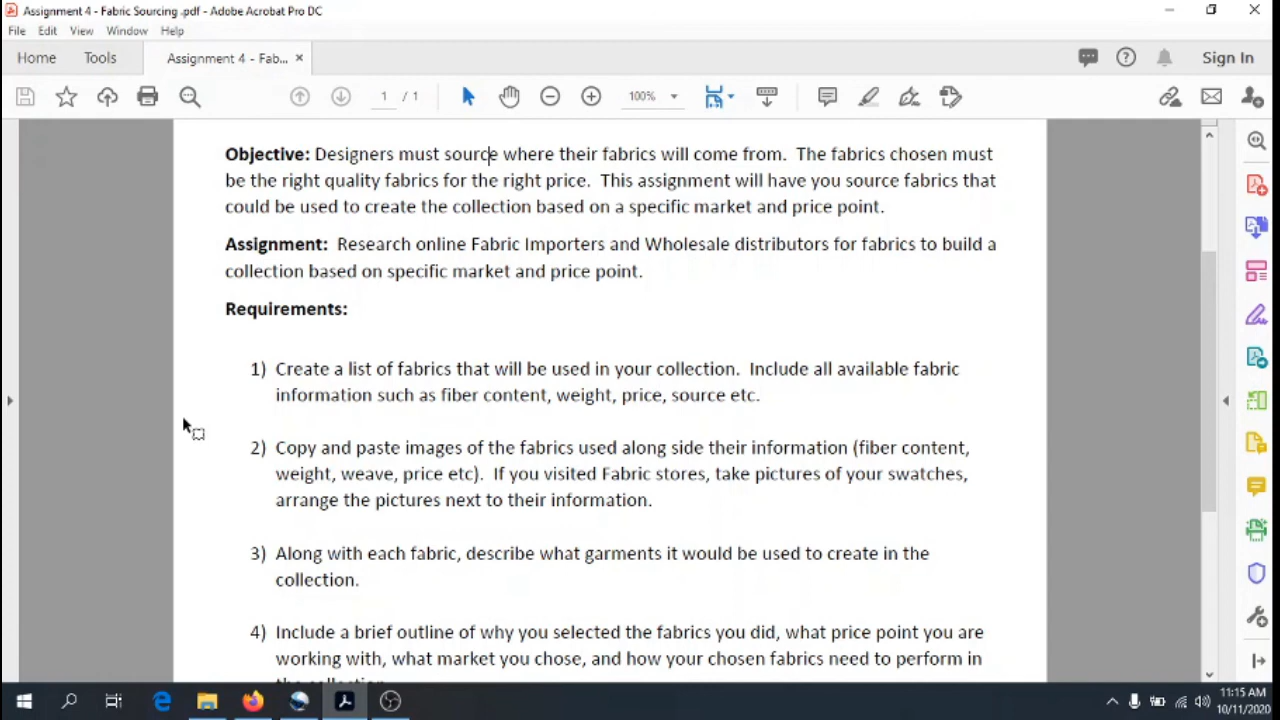 Assignment 4 - Fabric Sourcing .pdf - Adobe Acrobat Pro DC
File Edit View Window Help
Home Tools Assignment 4 - Fab... × Sign In
1 / 1 100%
Objective: Designers must source where their fabrics will come from. The fabrics chosen must
be the right quality fabrics for the right price. This assignment will have you source fabrics that
could be used to create the collection based on a specific market and price point.
Assignment: Research online Fabric Importers and Wholesale distributors for fabrics to build a
collection based on specific market and price point.
Requirements:
1) Create a list of fabrics that will be used in your collection. Include all available fabric
information such as fiber content, weight, price, source etc.
2) Copy and paste images of the fabrics used along side their information (fiber content,
weight, weave, price etc). If you visited Fabric stores, take pictures of your swatches,
arrange the pictures next to their information.
3) Along with each fabric, describe what garments it would be used to create in the
collection.
4) Include a brief outline of why you selected the fabrics you did, what price point you are
working with, what market you chose, and how your chosen fabrics need to perform in
11:15 AM
10/11/2020